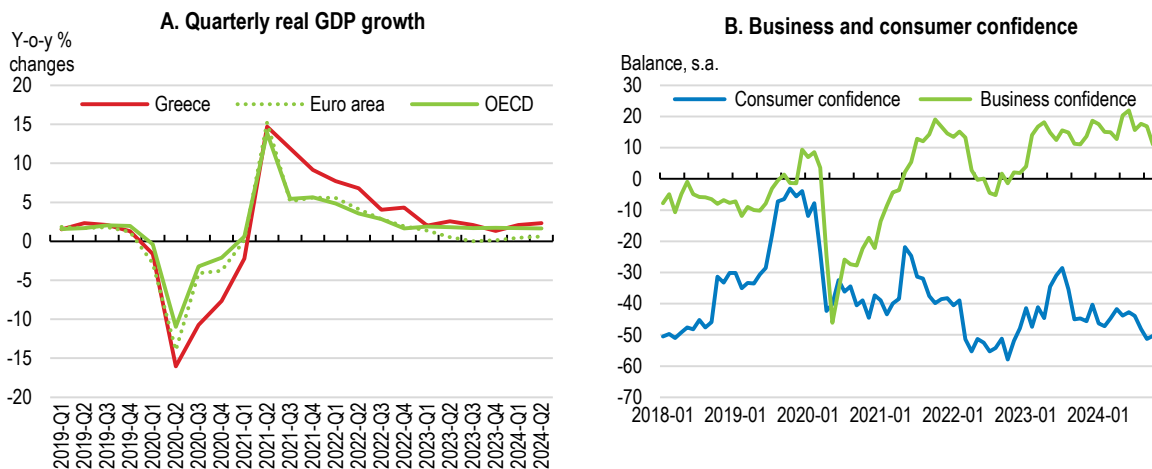 A. Quarterly real GDP growth
Y-o-y %
changes
20
15
10
5
0
-5
-10
-15
-20
Greece
Euro area
OECD
2019-Q1
2019-Q2
2019-Q3
2019-Q4
2020-Q1
2020-Q2
2020-Q3
2020-Q4
2021-Q1
2021-Q2
2021-Q3
2021-Q4
2022-Q1
2022-Q2
2022-Q3
2022-Q4
2023-Q1
2023-Q2
2023-Q3
2023-Q4
2024-Q1
2024-Q2
B. Business and consumer confidence
Balance, s.a.
30
20
10
0
-10
-20
-30
-40
-50
-60
-70
Consumer confidence
Business confidence
2018-01
2019-01
2020-01
2021-01
2022-01
2023-01
2024-01